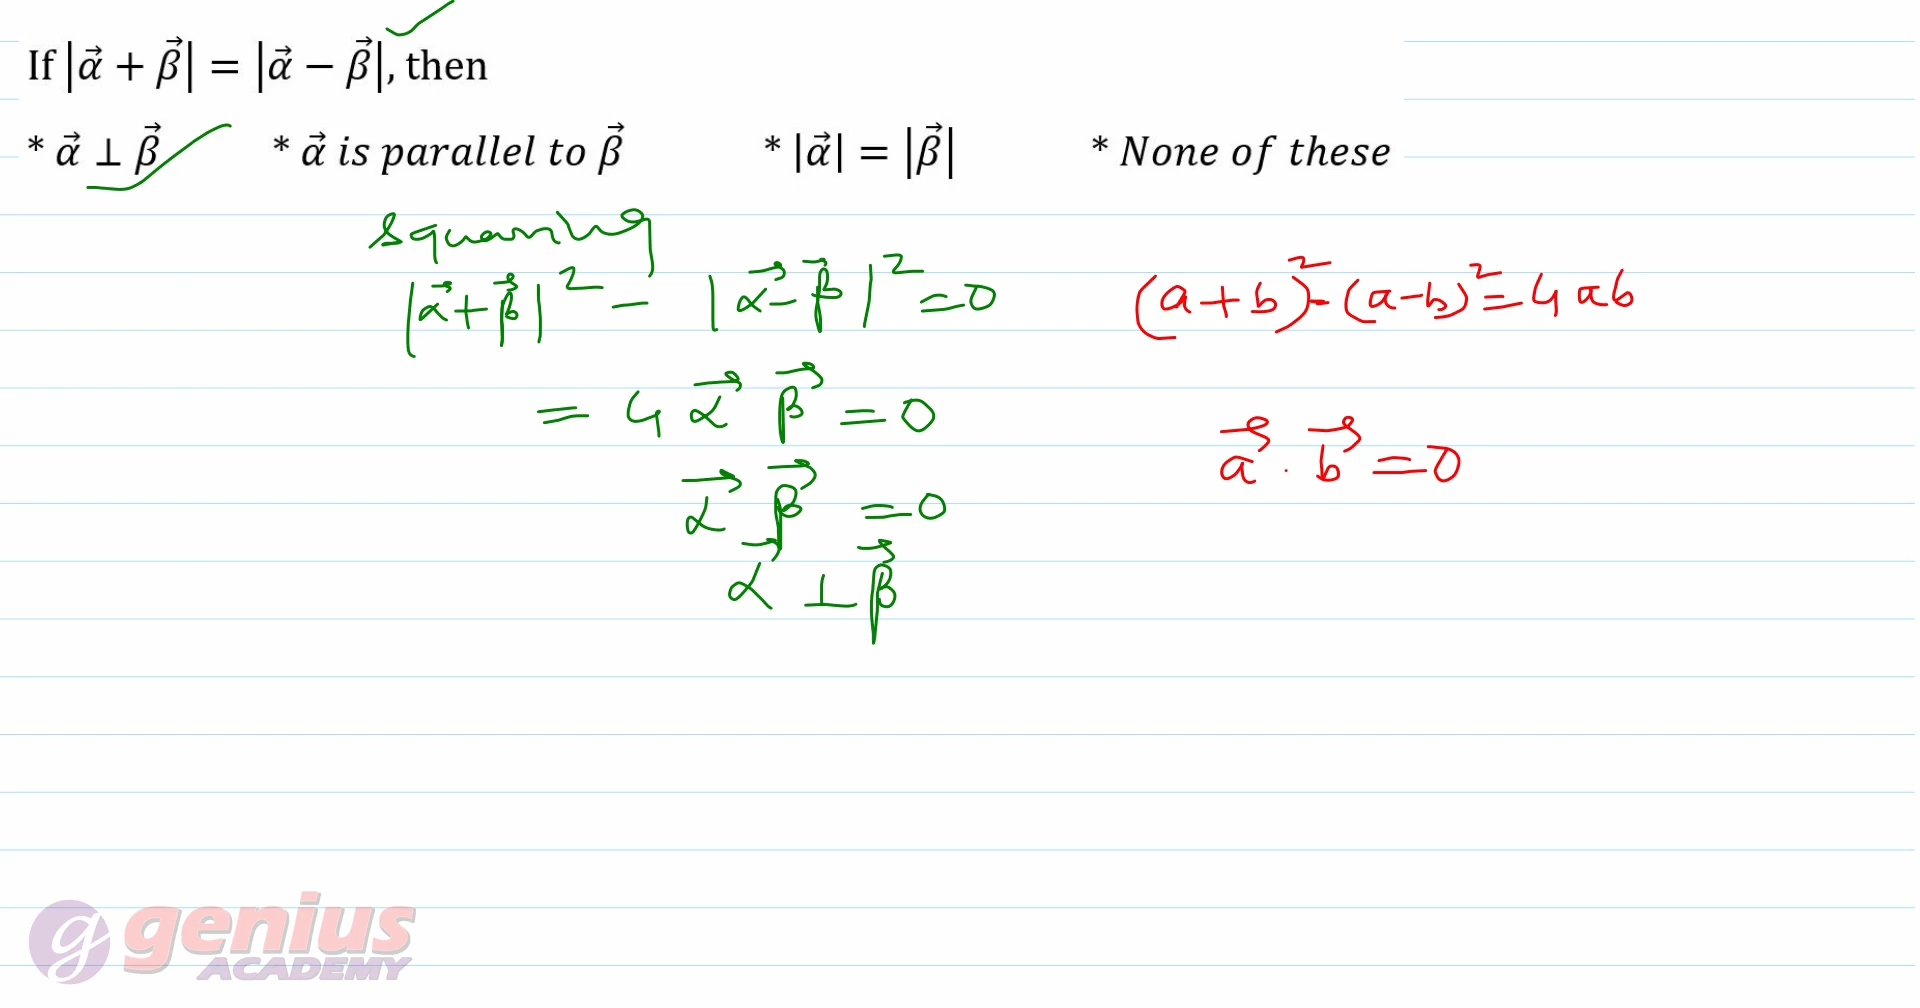 If |α⃗ + β⃗| = |α⃗ − β⃗|, then
* α⃗ ⊥ β⃗ * α⃗ is parallel to β⃗ * |α⃗| = |β⃗| * None of these
squaring
|α⃗ + β⃗|² − |α⃗ − β⃗|² = 0 (a + b)² − (a − b)² = 4ab
= 4 α⃗ β⃗ = 0
a⃗ · b⃗ = 0
α⃗ β⃗ = 0
α⃗ ⊥ β⃗
g genius
ACADEMY